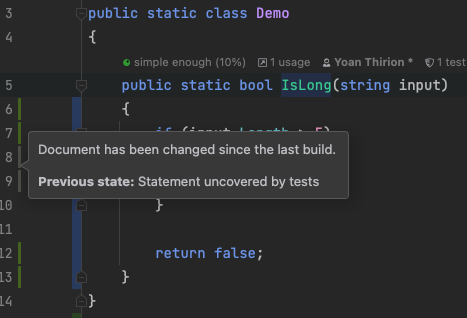 3 public static class Demo
4 {
simple enough (10%) 1 usage Yoan Thirion * 1 test
5 public static bool IsLong(string input)
6 {
7 if (input.Length > 5)
8
Document has been changed since the last build.
9
Previous state: Statement uncovered by tests
10 }
11
12 return false;
13 }
14 }